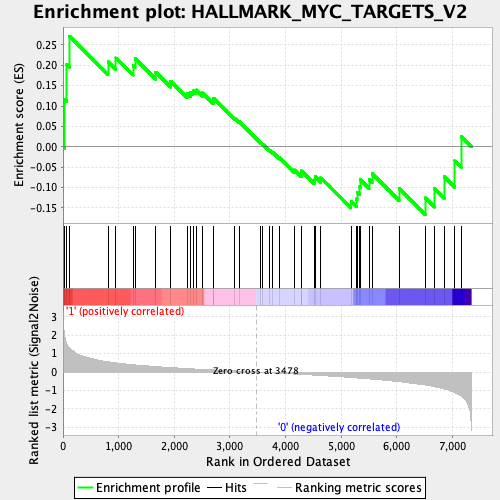 Enrichment plot: HALLMARK_MYC_TARGETS_V2
Enrichment score (ES)
0.25
0.20
0.15
0.10
0.05
0.00
-0.05
-0.10
-0.15
'1' (positively correlated)
Ranked list metric (Signal2Noise)
3
2
1
0
-1
-2
-3
Zero cross at 3478
'0' (negatively correlated)
0
1,000
2,000
3,000
4,000
5,000
6,000
7,000
Rank in Ordered Dataset
Enrichment profile
Hits
Ranking metric scores